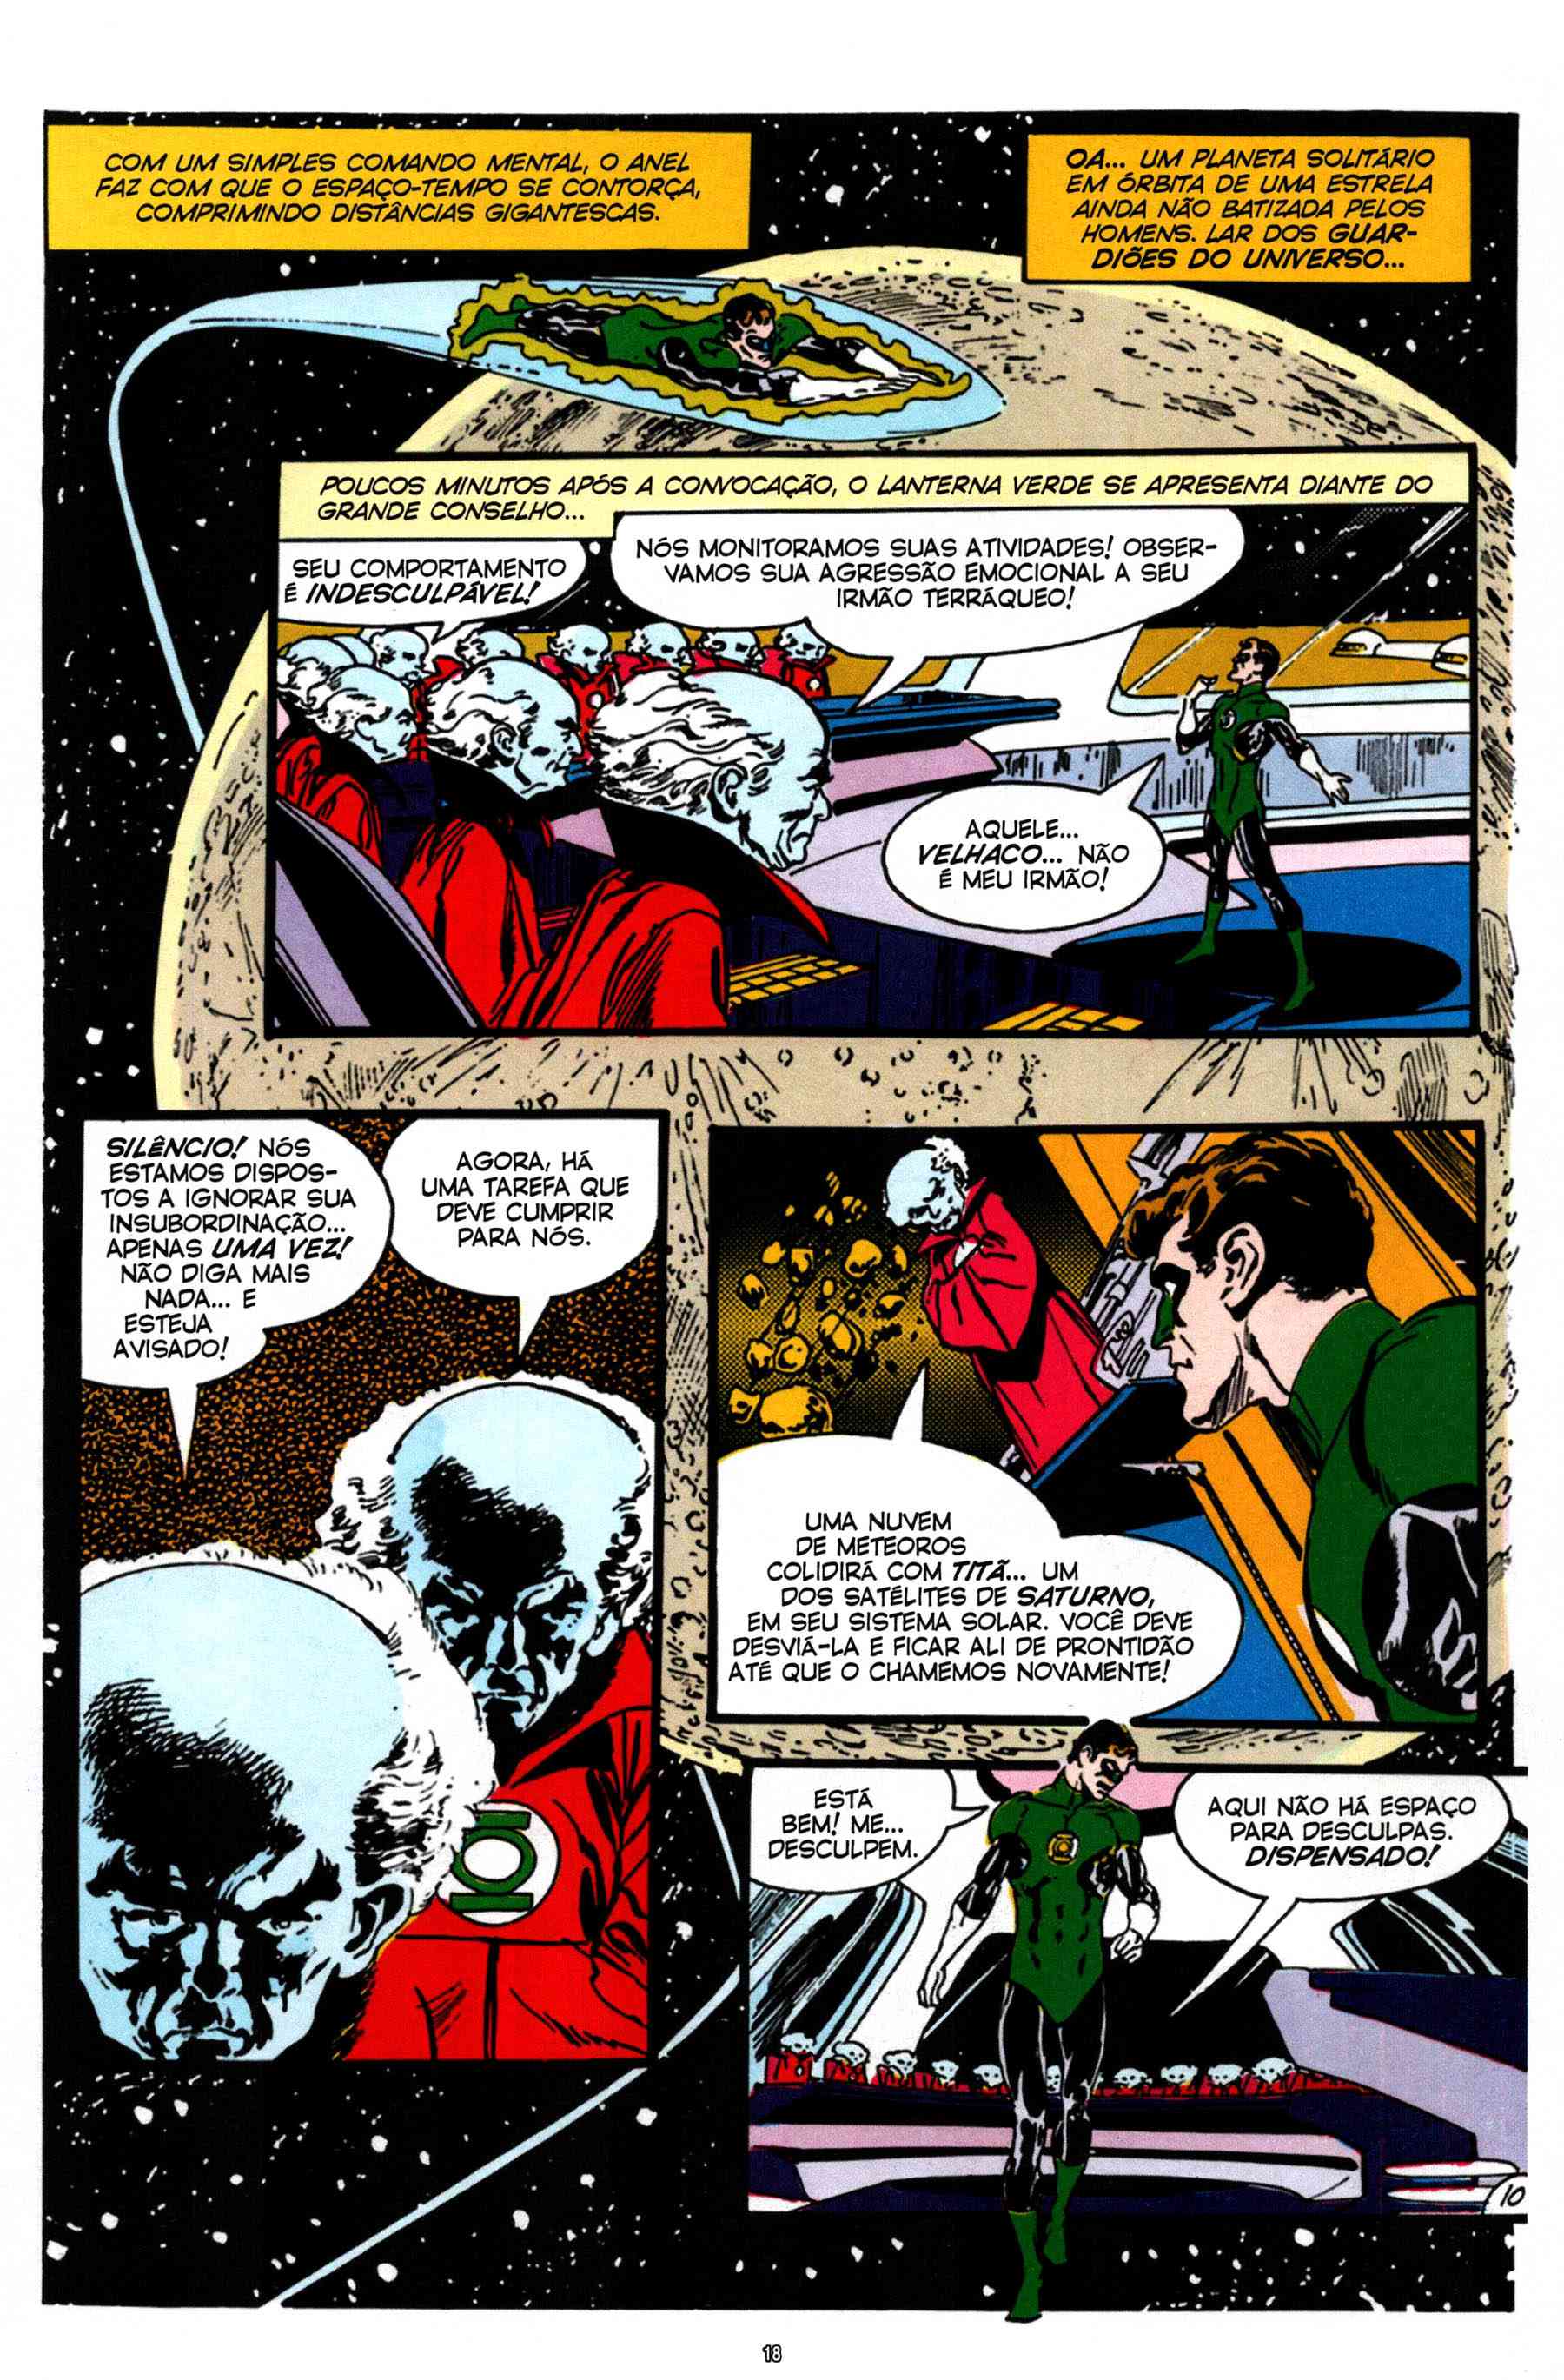 COM UM SIMPLES COMANDO MENTAL, O ANEL
FAZ COM QUE O ESPAÇO-TEMPO SE CONTORÇA,
COMPRIMINDO DISTÂNCIAS GIGANTESCAS.
OA... UM PLANETA SOLITÁRIO
EM ÓRBITA DE UMA ESTRELA
AINDA NÃO BATIZADA PELOS
HOMENS. LAR DOS GUAR-
DIÕES DO UNIVERSO...
POUCOS MINUTOS APÓS A CONVOCAÇÃO, O LANTERNA VERDE SE APRESENTA DIANTE DO
GRANDE CONSELHO...
SEU COMPORTAMENTO
É INDESCULPÁVEL!
NÓS MONITORAMOS SUAS ATIVIDADES! OBSER-
VAMOS SUA AGRESSÃO EMOCIONAL A SEU
IRMÃO TERRÁQUEO!
AQUELE...
VELHACO... NÃO
É MEU IRMÃO!
SILÊNCIO! NÓS
ESTAMOS DISPOS-
TOS A IGNORAR SUA
INSUBORDINAÇÃO...
APENAS UMA VEZ!
NÃO DIGA MAIS
NADA... E
ESTEJA
AVISADO!
AGORA, HÁ
UMA TAREFA QUE
DEVE CUMPRIR
PARA NÓS.
UMA NUVEM
DE METEOROS
COLIDIRÁ COM TITÃ... UM
DOS SATÉLITES DE SATURNO,
EM SEU SISTEMA SOLAR. VOCÊ DEVE
DESVIÁ-LA E FICAR ALI DE PRONTIDÃO
ATÉ QUE O CHAMEMOS NOVAMENTE!
ESTÁ
BEM! ME...
DESCULPEM.
AQUI NÃO HÁ ESPAÇO
PARA DESCULPAS.
DISPENSADO!
10
18